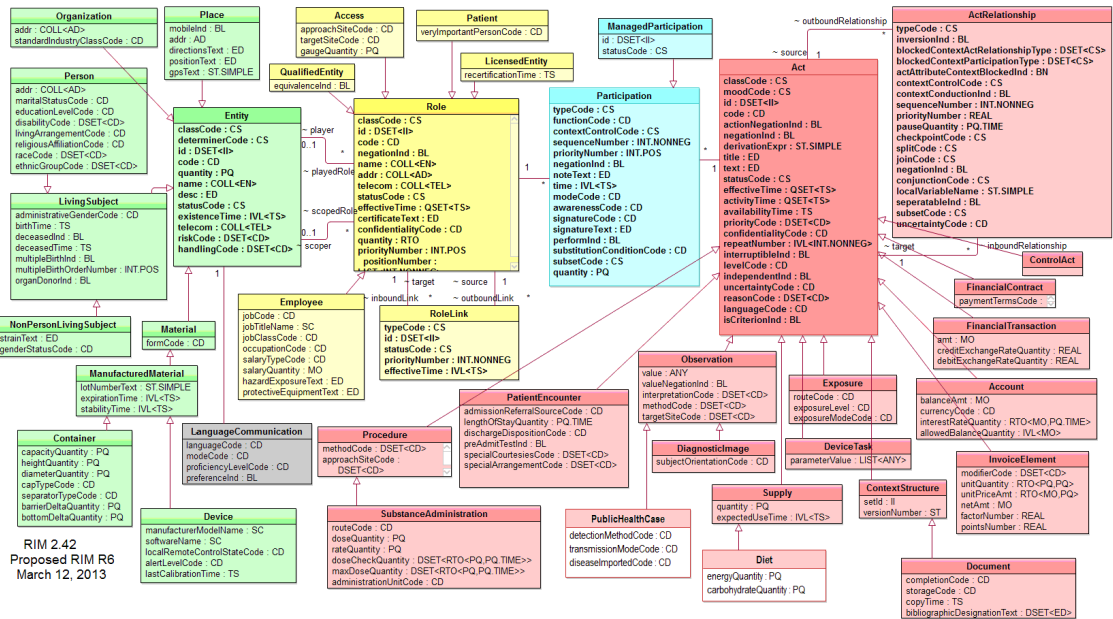 Organization
addr : COLL<AD>
standardIndustryClassCode : CD
Place
mobileInd : BL
addr : AD
directionsText : ED
positionText : ED
gpsText : ST.SIMPLE
Access
approachSiteCode : CD
targetSiteCode : CD
gaugeQuantity : PQ
Patient
veryImportantPersonCode : CD
ManagedParticipation
id : DSET<II>
statusCode : CS
~ outboundRelationship
*
~ source
1
ActRelationship
typeCode : CS
inversionInd : BL
blockedContextActRelationshipType : DSET<CS>
blockedContextParticipationType : DSET<CS>
actAttributeContextBlockedInd : BN
contextControlCode : CS
contextConductionInd : BL
sequenceNumber : INT.NONNEG
priorityNumber : REAL
pauseQuantity : PQ.TIME
checkpointCode : CS
splitCode : CS
joinCode : CS
negationInd : BL
conjunctionCode : CS
localVariableName : ST.SIMPLE
seperatableInd : BL
subsetCode : CS
uncertaintyCode : CD
QualifiedEntity
equivalenceInd : BL
LicensedEntity
recertificationTime : TS
Person
addr : COLL<AD>
maritalStatusCode : CD
educationLevelCode : CD
disabilityCode : DSET<CD>
livingArrangementCode : CD
religiousAffiliationCode : CD
raceCode : DSET<CD>
ethnicGroupCode : DSET<CD>
Entity
classCode : CS
determinerCode : CS
id : DSET<II>
code : CD
quantity : PQ
name : COLL<EN>
desc : ED
statusCode : CS
existenceTime : IVL<TS>
telecom : COLL<TEL>
riskCode : DSET<CD>
handlingCode : DSET<CD>
~ player
0..1
*
~ playedRole
~ scopedRole
0..1
*
~ scoper
Role
classCode : CS
id : DSET<II>
code : CD
negationInd : BL
name : COLL<EN>
addr : COLL<AD>
telecom : COLL<TEL>
statusCode : CS
effectiveTime : QSET<TS>
certificateText : ED
confidentialityCode : CD
quantity : RTO
priorityNumber : INT.POS
positionNumber :
LIST<INT.NONNEG>
1
*
Participation
typeCode : CS
functionCode : CD
contextControlCode : CS
sequenceNumber : INT.NONNEG
priorityNumber : INT.POS
negationInd : BL
noteText : ED
time : IVL<TS>
modeCode : CD
awarenessCode : CD
signatureCode : CD
signatureText : ED
performInd : BL
substitutionConditionCode : CD
subsetCode : CS
quantity : PQ
*
1
Act
classCode : CS
moodCode : CS
id : DSET<II>
code : CD
actionNegationInd : BL
negationInd : BL
derivationExpr : ST.SIMPLE
title : ED
text : ED
statusCode : CS
effectiveTime : QSET<TS>
activityTime : QSET<TS>
availabilityTime : TS
priorityCode : DSET<CD>
confidentialityCode : CD
repeatNumber : IVL<INT.NONNEG>
interruptibleInd : BL
levelCode : CD
independentInd : BL
uncertaintyCode : CD
reasonCode : DSET<CD>
languageCode : CD
isCriterionInd : BL
~ target
1
*
inboundRelationship
LivingSubject
administrativeGenderCode : CD
birthTime : TS
deceasedInd : BL
deceasedTime : TS
multipleBirthInd : BL
multipleBirthOrderNumber : INT.POS
organDonorInd : BL
ControlAct
FinancialContract
paymentTermsCode :
1
1
~ target
~ source
1
~ inboundLink
*
~ outboundLink
*
Employee
jobCode : CD
jobTitleName : SC
jobClassCode : CD
occupationCode : CD
salaryTypeCode : CD
salaryQuantity : MO
hazardExposureText : ED
protectiveEquipmentText : ED
RoleLink
typeCode : CS
id : DSET<II>
statusCode : CS
priorityNumber : INT.NONNEG
effectiveTime : IVL<TS>
NonPersonLivingSubject
strainText : ED
genderStatusCode : CD
Material
formCode : CD
FinancialTransaction
amt : MO
creditExchangeRateQuantity : REAL
debitExchangeRateQuantity : REAL
Observation
value : ANY
valueNegationInd : BL
interpretationCode : DSET<CD>
methodCode : DSET<CD>
targetSiteCode : DSET<CD>
Exposure
routeCode : CD
exposureLevel : CD
exposureModeCode : CD
Account
balanceAmt : MO
currencyCode : CD
interestRateQuantity : RTO<MO,PQ.TIME>
allowedBalanceQuantity : IVL<MO>
ManufacturedMaterial
lotNumberText : ST.SIMPLE
expirationTime : IVL<TS>
stabilityTime : IVL<TS>
PatientEncounter
admissionReferralSourceCode : CD
lengthOfStayQuantity : PQ.TIME
dischargeDispositionCode : CD
preAdmitTestInd : BL
specialCourtesiesCode : DSET<CD>
specialArrangementCode : DSET<CD>
Container
capacityQuantity : PQ
heightQuantity : PQ
diameterQuantity : PQ
capTypeCode : CD
separatorTypeCode : CD
barrierDeltaQuantity : PQ
bottomDeltaQuantity : PQ
LanguageCommunication
languageCode : CD
modeCode : CD
proficiencyLevelCode : CD
preferenceInd : BL
*
Procedure
methodCode : DSET<CD>
approachSiteCode :
DSET<CD>
DiagnosticImage
subjectOrientationCode : CD
DeviceTask
parameterValue : LIST<ANY>
InvoiceElement
modifierCode : DSET<CD>
unitQuantity : RTO<PQ,PQ>
unitPriceAmt : RTO<MO,PQ>
netAmt : MO
factorNumber : REAL
pointsNumber : REAL
Supply
quantity : PQ
expectedUseTime : IVL<TS>
ContextStructure
setId : II
versionNumber : ST
Device
manufacturerModelName : SC
softwareName : SC
localRemoteControlStateCode : CD
alertLevelCode : CD
lastCalibrationTime : TS
SubstanceAdministration
routeCode : CD
doseQuantity : PQ
rateQuantity : PQ
doseCheckQuantity : DSET<RTO<PQ,PQ.TIME>>
maxDoseQuantity : DSET<RTO<PQ,PQ.TIME>>
administrationUnitCode : CD
PublicHealthCase
detectionMethodCode : CD
transmissionModeCode : CD
diseaseImportedCode : CD
Diet
energyQuantity : PQ
carbohydrateQuantity : PQ
Document
completionCode : CD
storageCode : CD
copyTime : TS
bibliographicDesignationText : DSET<ED>
RIM 2.42
Proposed RIM R6
March 12, 2013